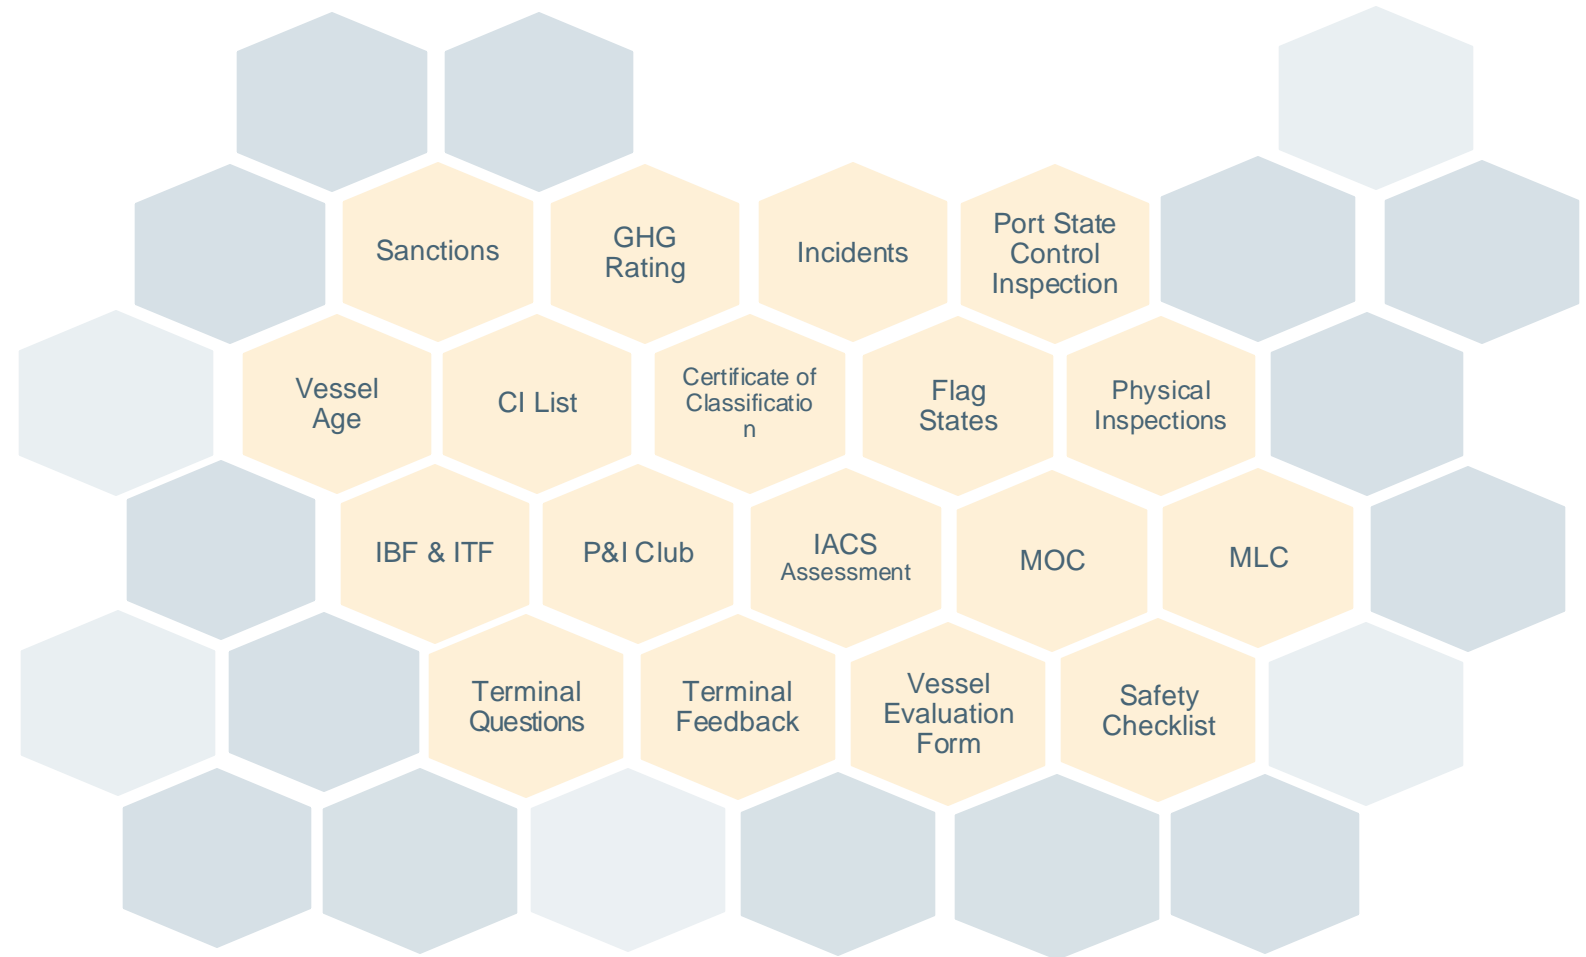 Sanctions
GHG
Rating
Incidents
Port State
Control
Inspection
Vessel
Age
CI List
Certificate of
Classificatio
n
Flag
States
Physical
Inspections
IBF & ITF
P&I Club
IACS
Assessment
MOC
MLC
Terminal
Questions
Terminal
Feedback
Vessel
Evaluation
Form
Safety
Checklist